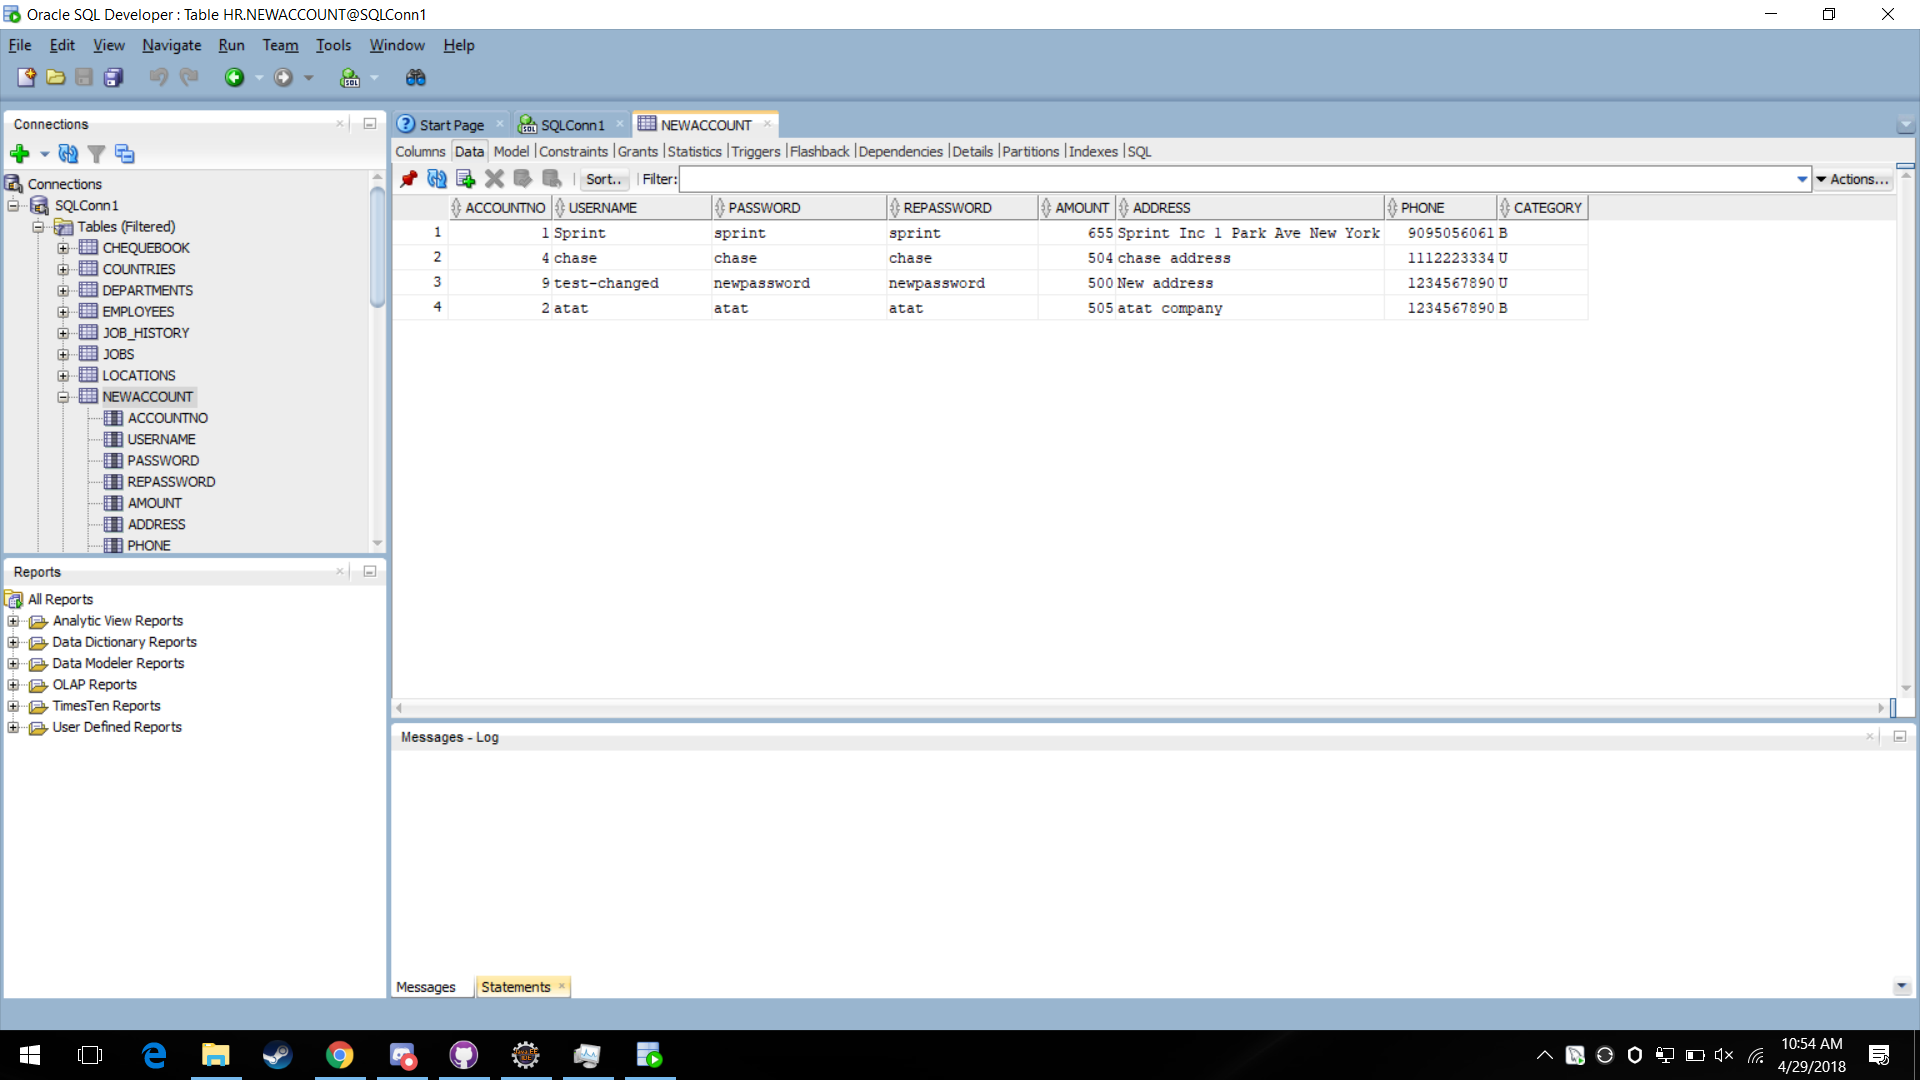 Oracle SQL Developer : Table HR.NEWACCOUNT@SQLConn1
File Edit View Navigate Run Team Tools Window Help
Connections
Connections
SQLConn1
Tables (Filtered)
CHEQUEBOOK
COUNTRIES
DEPARTMENTS
EMPLOYEES
JOB_HISTORY
JOBS
LOCATIONS
NEWACCOUNT
ACCOUNTNO
USERNAME
PASSWORD
REPASSWORD
AMOUNT
ADDRESS
PHONE
Reports
All Reports
Analytic View Reports
Data Dictionary Reports
Data Modeler Reports
OLAP Reports
TimesTen Reports
User Defined Reports
Start Page SQLConn1 NEWACCOUNT
Columns Data Model Constraints Grants Statistics Triggers Flashback Dependencies Details Partitions Indexes SQL
Sort.. Filter: Actions...
ACCOUNTNO USERNAME PASSWORD REPASSWORD AMOUNT ADDRESS PHONE CATEGORY
1 1 Sprint sprint sprint 655 Sprint Inc 1 Park Ave New York 9095056061 B
2 4 chase chase chase 504 chase address 1112223334 U
3 9 test-changed newpassword newpassword 500 New address 1234567890 U
4 2 atat atat atat 505 atat company 1234567890 B
Messages - Log
Messages Statements
10:54 AM
4/29/2018